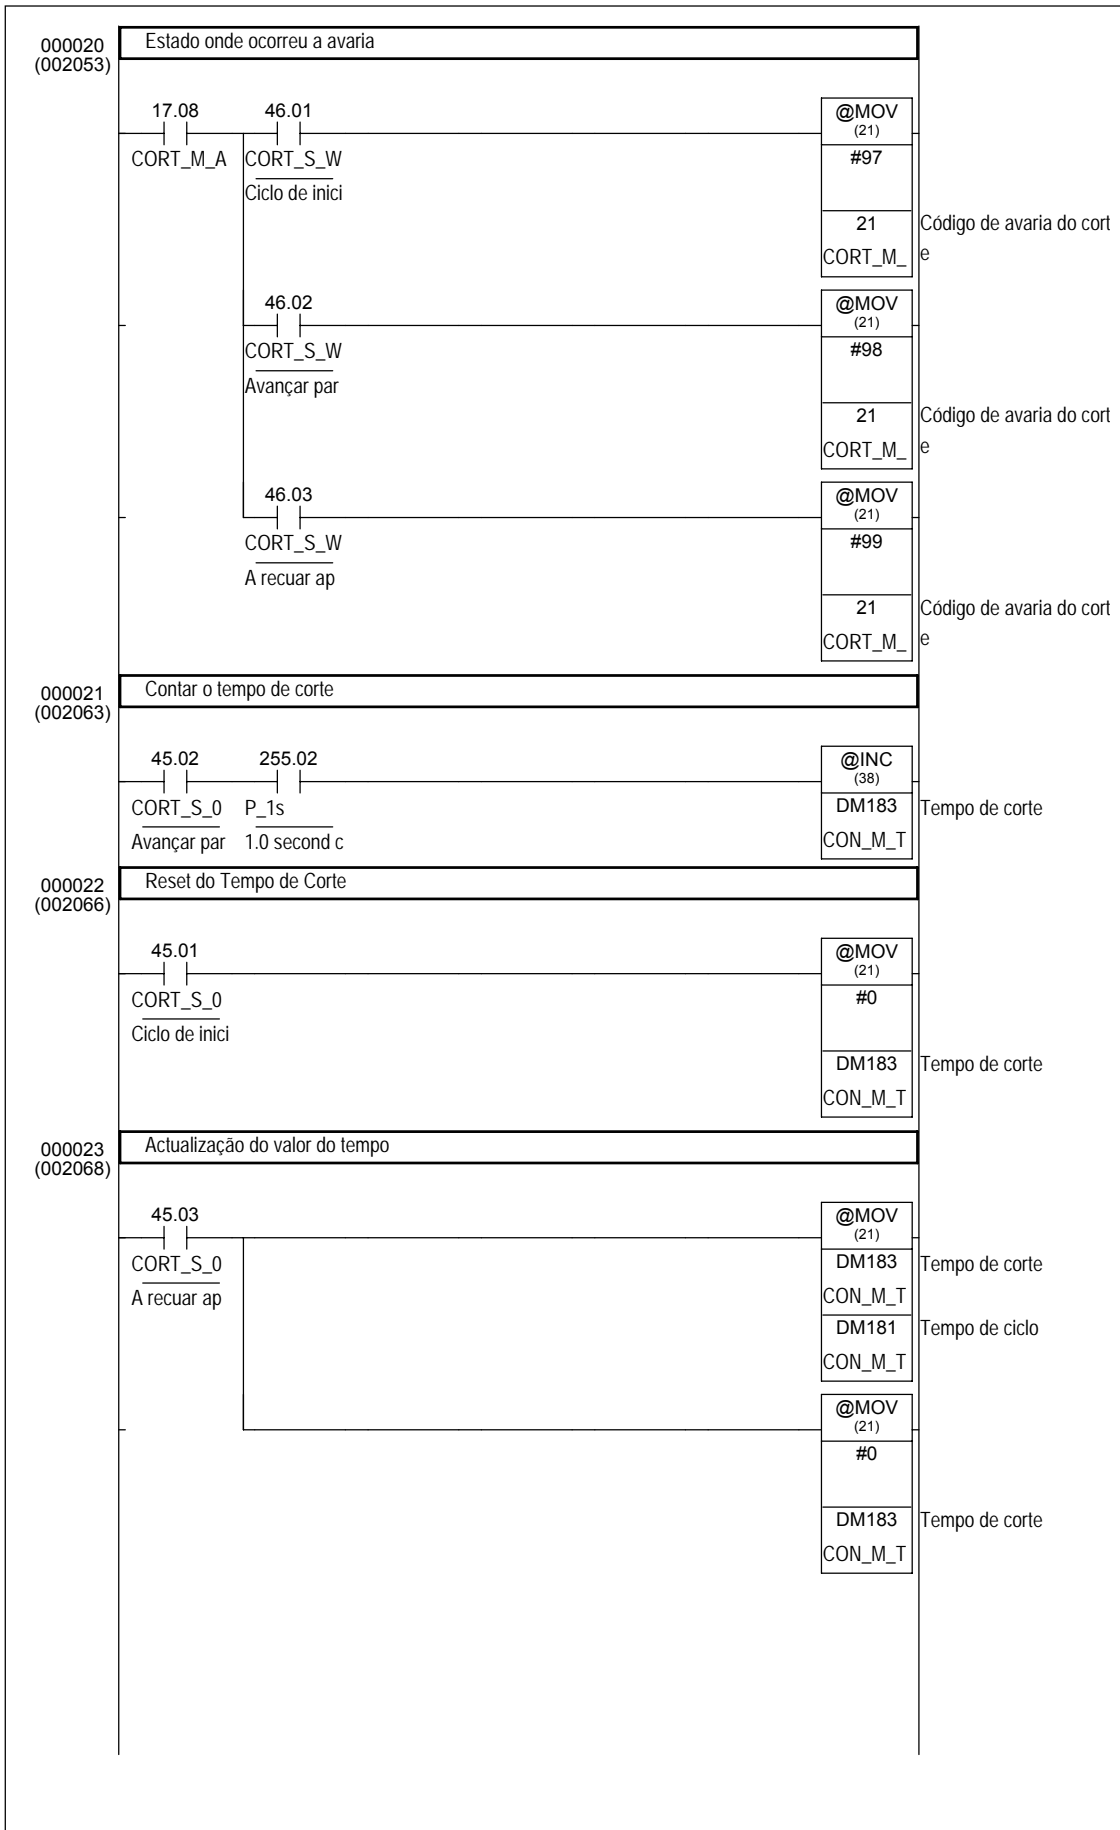 000020
(002053)
Estado onde ocorreu a avaria
17.08 46.01
CORT_M_A CORT_S_W
Ciclo de inici
@MOV
(21)
#97
21 Código de avaria do cort
CORT_M_ e
46.02
CORT_S_W
Avançar par
@MOV
(21)
#98
21 Código de avaria do cort
CORT_M_ e
46.03
CORT_S_W
A recuar ap
@MOV
(21)
#99
21 Código de avaria do cort
CORT_M_ e
000021
(002063)
Contar o tempo de corte
45.02 255.02
CORT_S_0 P_1s
Avançar par 1.0 second c
@INC
(38)
DM183 Tempo de corte
CON_M_T
000022
(002066)
Reset do Tempo de Corte
45.01
CORT_S_0
Ciclo de inici
@MOV
(21)
#0
DM183 Tempo de corte
CON_M_T
000023
(002068)
Actualização do valor do tempo
45.03
CORT_S_0
A recuar ap
@MOV
(21)
DM183 Tempo de corte
CON_M_T
DM181 Tempo de ciclo
CON_M_T
@MOV
(21)
#0
DM183 Tempo de corte
CON_M_T